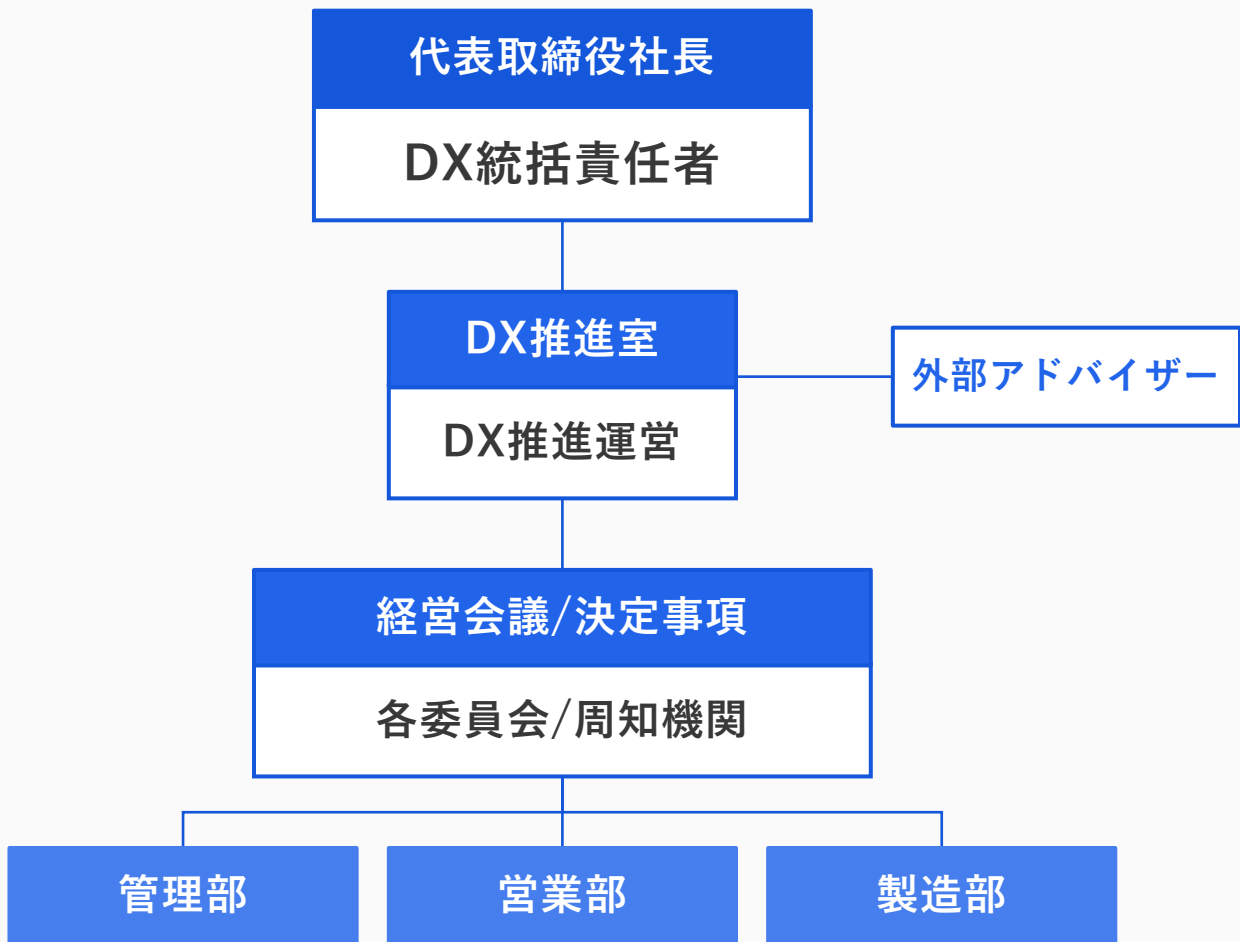 代表取締役社長
DX統括責任者
DX推進室
DX推進運営
外部アドバイザー
経営会議/決定事項
各委員会/周知機関
管理部
営業部
製造部